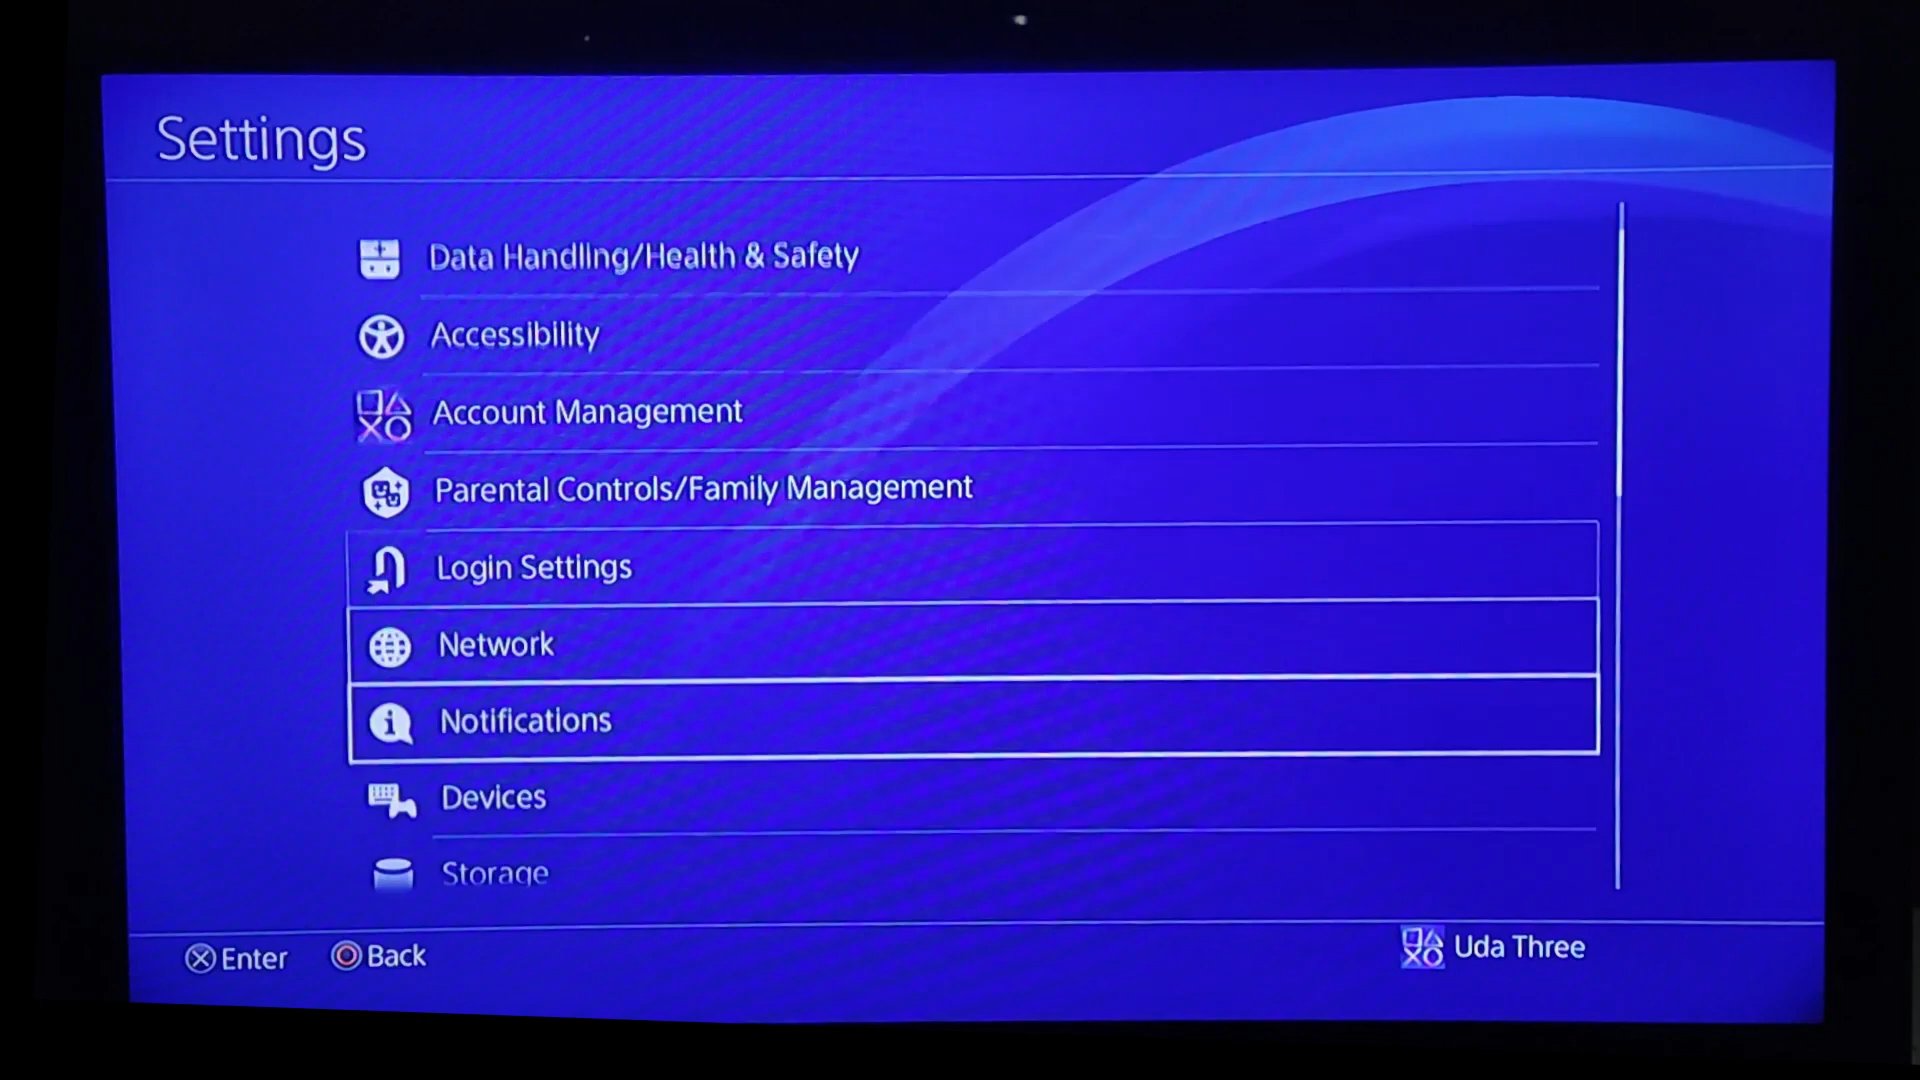 Settings
Data Handling/Health & Safety
Accessibility
Account Management
Parental Controls/Family Management
Login Settings
Network
Notifications
Devices
Storage
Enter Back
Uda Three